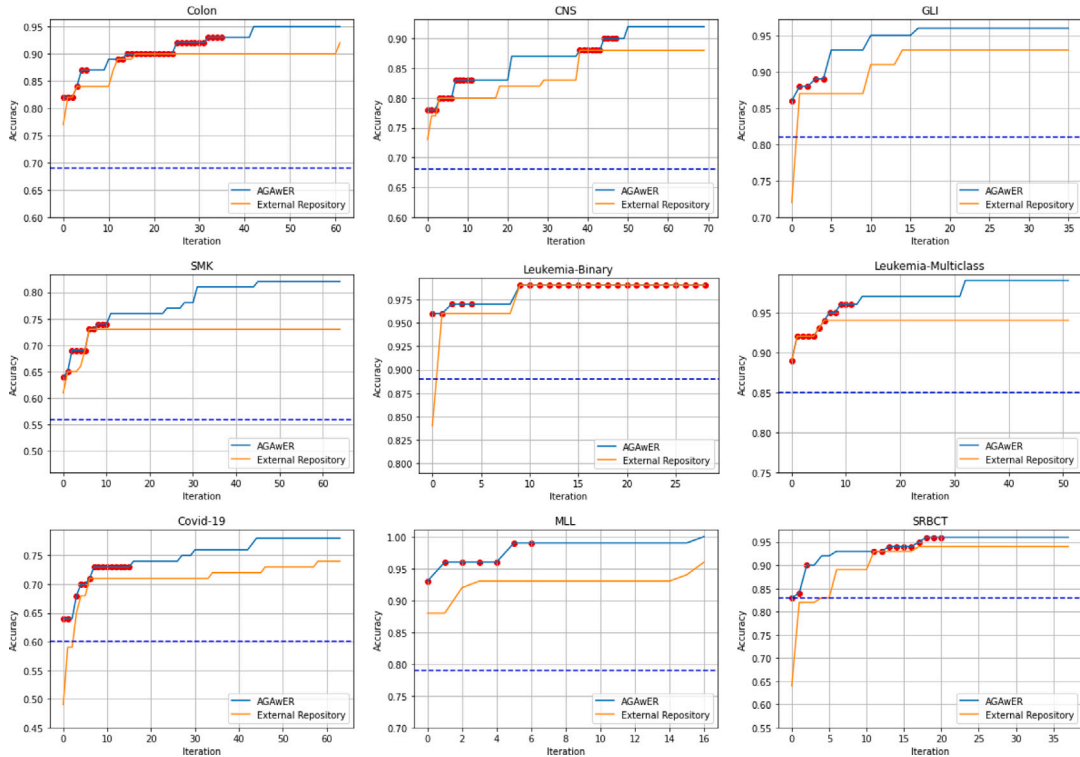 Colon
0.95
0.90
0.85
0.80
0.75
0.70
0.65
0.60
Accuracy
0 10 20 30 40 50 60
Iteration
AGAwER
External Repository
CNS
0.90
0.85
0.80
0.75
0.70
0.65
0.60
Accuracy
0 10 20 30 40 50 60 70
Iteration
AGAwER
External Repository
GLI
0.95
0.90
0.85
0.80
0.75
0.70
Accuracy
0 5 10 15 20 25 30 35
Iteration
AGAwER
External Repository
SMK
0.80
0.75
0.70
0.65
0.60
0.55
0.50
Accuracy
0 10 20 30 40 50 60
Iteration
AGAwER
External Repository
Leukemia-Binary
0.975
0.950
0.925
0.900
0.875
0.850
0.825
0.800
Accuracy
0 5 10 15 20 25
Iteration
AGAwER
External Repository
Leukemia-Multiclass
0.95
0.90
0.85
0.80
0.75
Accuracy
0 10 20 30 40 50
Iteration
AGAwER
External Repository
Covid-19
0.75
0.70
0.65
0.60
0.55
0.50
0.45
Accuracy
0 10 20 30 40 50 60
Iteration
AGAwER
External Repository
MLL
1.00
0.95
0.90
0.85
0.80
0.75
0.70
Accuracy
0 2 4 6 8 10 12 14 16
Iteration
AGAwER
External Repository
SRBCT
0.95
0.90
0.85
0.80
0.75
0.70
0.65
0.60
0.55
Accuracy
0 5 10 15 20 25 30 35
Iteration
AGAwER
External Repository